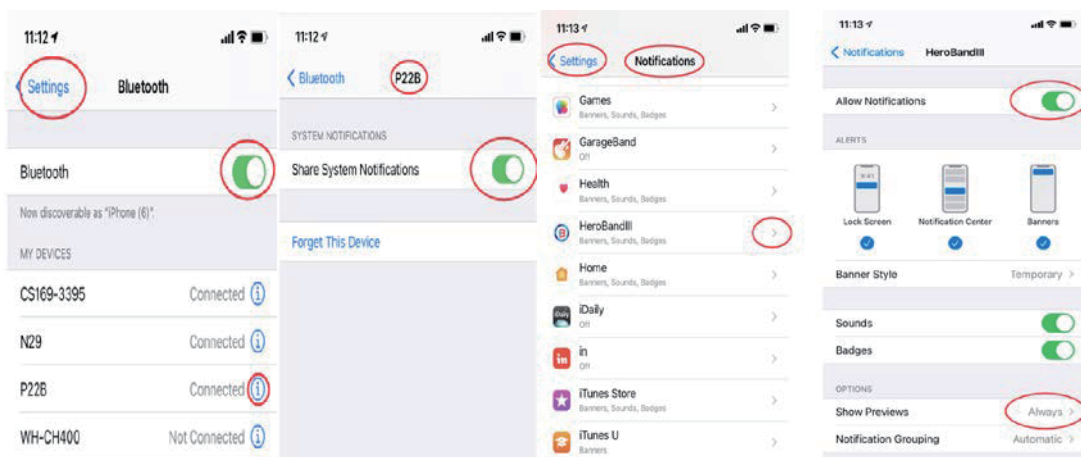 11:12
Settings
Bluetooth
Bluetooth
Now discoverable as "iPhone (6)".
MY DEVICES
CS169-3395 Connected
N29 Connected
P22B Connected
WH-CH400 Not Connected
11:12
Bluetooth
P22B
SYSTEM NOTIFICATIONS
Share System Notifications
Forget This Device
11:13
Settings
Notifications
Games
Banners, Sounds, Badges
GarageBand
Off
Health
Banners, Sounds, Badges
HeroBandIII
Banners, Sounds, Badges
Home
Banners, Sounds, Badges
iDaily
iDaily
Off
in
in
Off
iTunes Store
Banners, Sounds, Badges
iTunes U
Banners
11:13
Notifications
HeroBandIII
Allow Notifications
ALERTS
9:41
Lock Screen
Notification Center
Banners
Banner Style Temporary
Sounds
Badges
OPTIONS
Show Previews Always
Notification Grouping Automatic